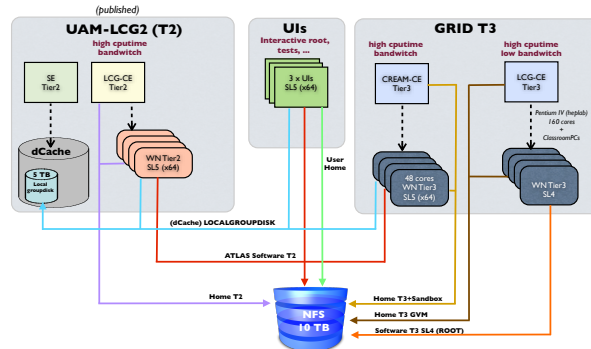 (published)
UAM-LCG2 (T2)
high cputime
bandwitch
SE
Tier2
LCG-CE
Tier2
dCache
5 TB
Local
groupdisk
WN Tier2
SL5 (x64)
UIs
Interactive root,
tests, ...
3 x UIs
SL5 (x64)
User
Home
GRID T3
high cputime
bandwitch
high cputime
low bandwitch
CREAM-CE
Tier3
LCG-CE
Tier3
Pentium IV (heplab)
160 cores
+
ClassroomPCs
48 cores
WN Tier3
SL5 (x64)
WN Tier3
SL4
(dCache) LOCALGROUPDISK
ATLAS Software T2
Home T2
NFS
10 TB
Home T3+Sandbox
Home T3 GVM
Software T3 SL4 (ROOT)